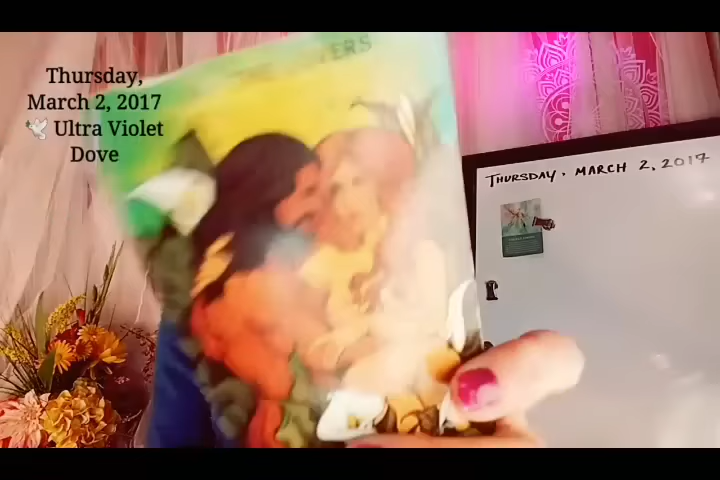 Thursday,
March 2, 2017
🕊 Ultra Violet
Dove
THURSDAY, MARCH 2, 2017